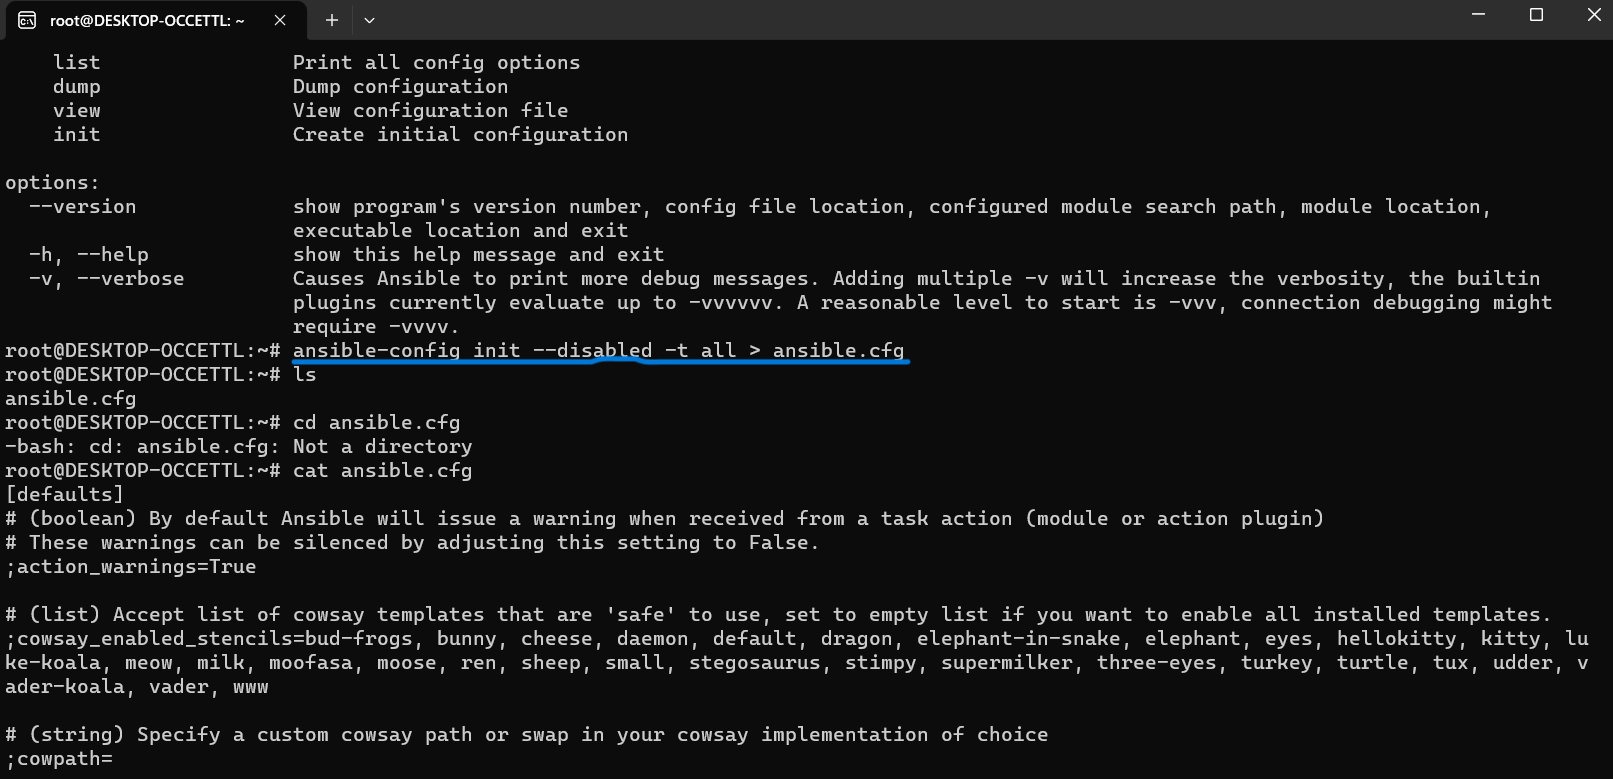 root@DESKTOP-OCCETTL: ~
list Print all config options
dump Dump configuration
view View configuration file
init Create initial configuration
options:
--version show program's version number, config file location, configured module search path, module location,
executable location and exit
-h, --help show this help message and exit
-v, --verbose Causes Ansible to print more debug messages. Adding multiple -v will increase the verbosity, the builtin
plugins currently evaluate up to -vvvvvv. A reasonable level to start is -vvv, connection debugging might
require -vvvv.
root@DESKTOP-OCCETTL:~# ansible-config init --disabled -t all > ansible.cfg
root@DESKTOP-OCCETTL:~# ls
ansible.cfg
root@DESKTOP-OCCETTL:~# cd ansible.cfg
-bash: cd: ansible.cfg: Not a directory
root@DESKTOP-OCCETTL:~# cat ansible.cfg
[defaults]
# (boolean) By default Ansible will issue a warning when received from a task action (module or action plugin)
# These warnings can be silenced by adjusting this setting to False.
;action_warnings=True
# (list) Accept list of cowsay templates that are 'safe' to use, set to empty list if you want to enable all installed templates.
;cowsay_enabled_stencils=bud-frogs, bunny, cheese, daemon, default, dragon, elephant-in-snake, elephant, eyes, hellokitty, kitty, lu
ke-koala, meow, milk, moofasa, moose, ren, sheep, small, stegosaurus, stimpy, supermilker, three-eyes, turkey, turtle, tux, udder, v
ader-koala, vader, www
# (string) Specify a custom cowsay path or swap in your cowsay implementation of choice
;cowpath=